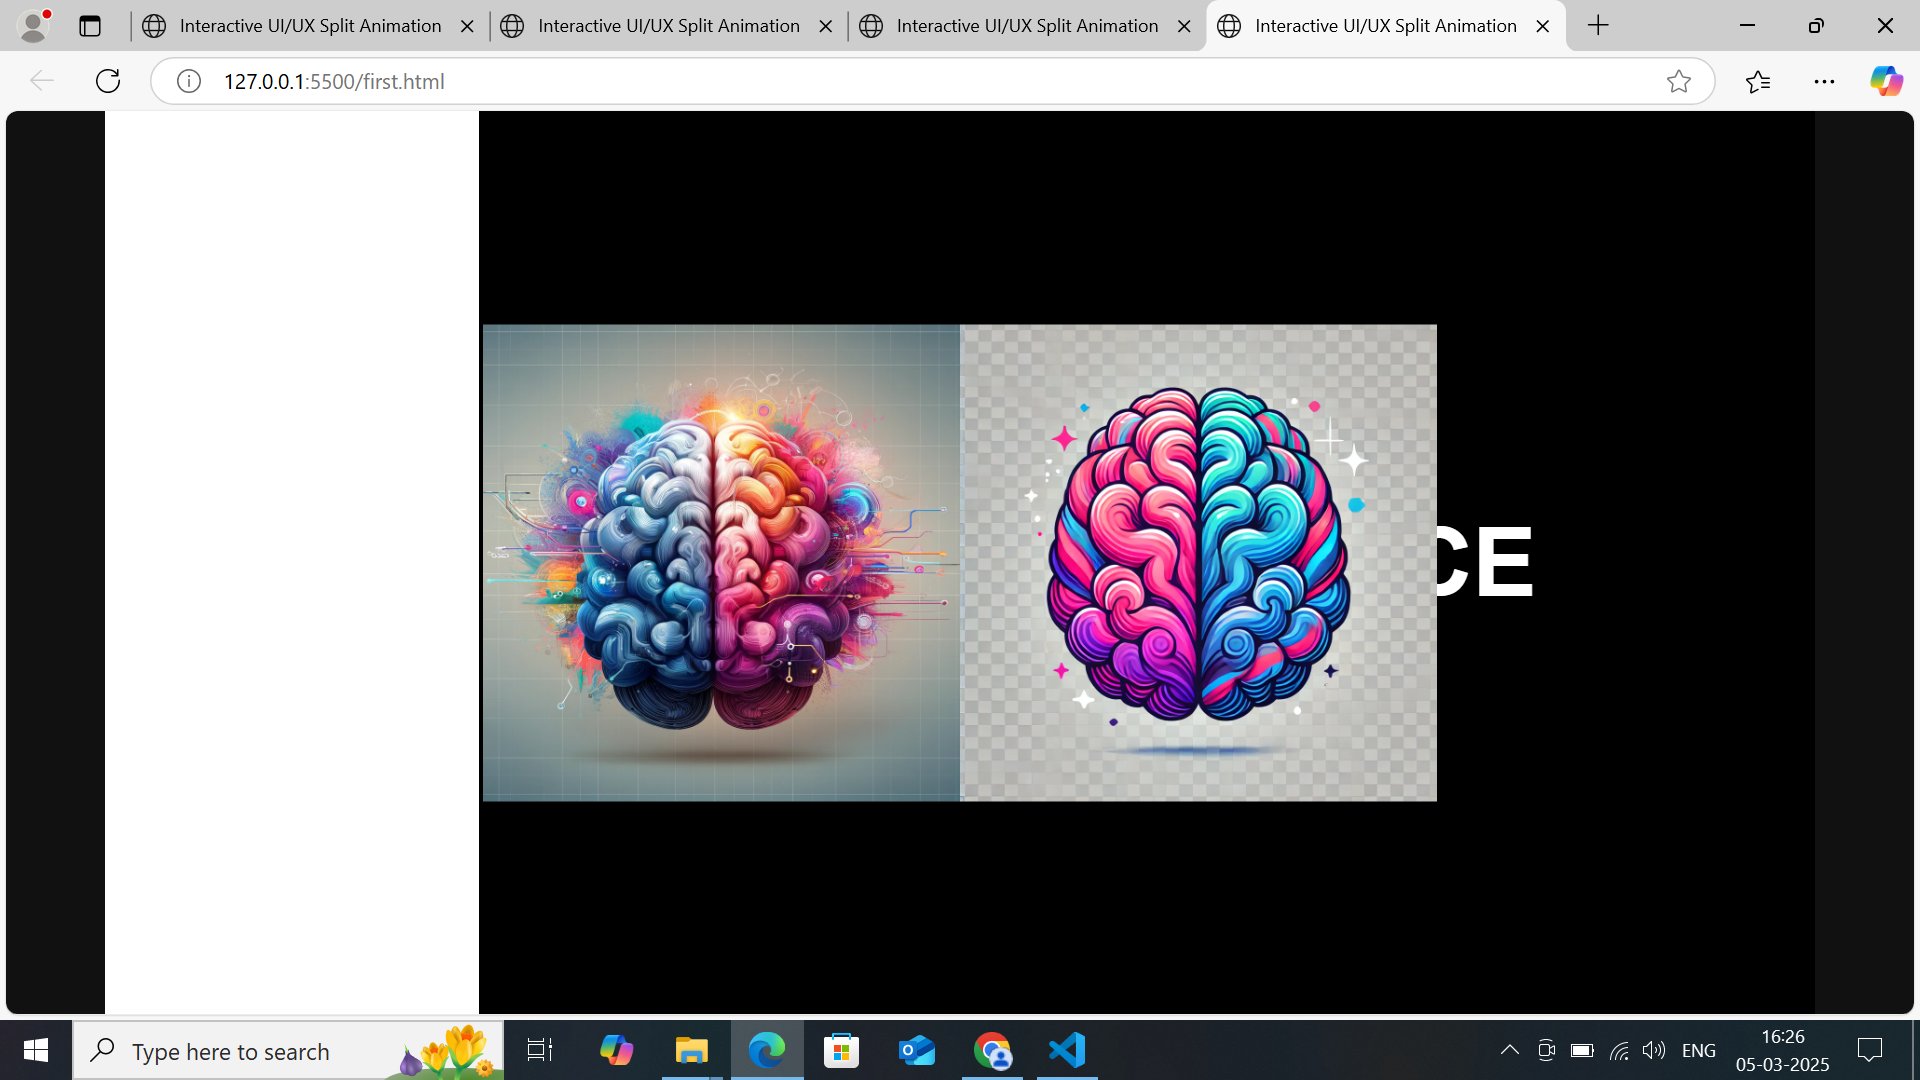 Interactive UI/UX Split Animation
Interactive UI/UX Split Animation
Interactive UI/UX Split Animation
Interactive UI/UX Split Animation
127.0.0.1:5500/first.html
CE
Type here to search
ENG
16:26
05-03-2025